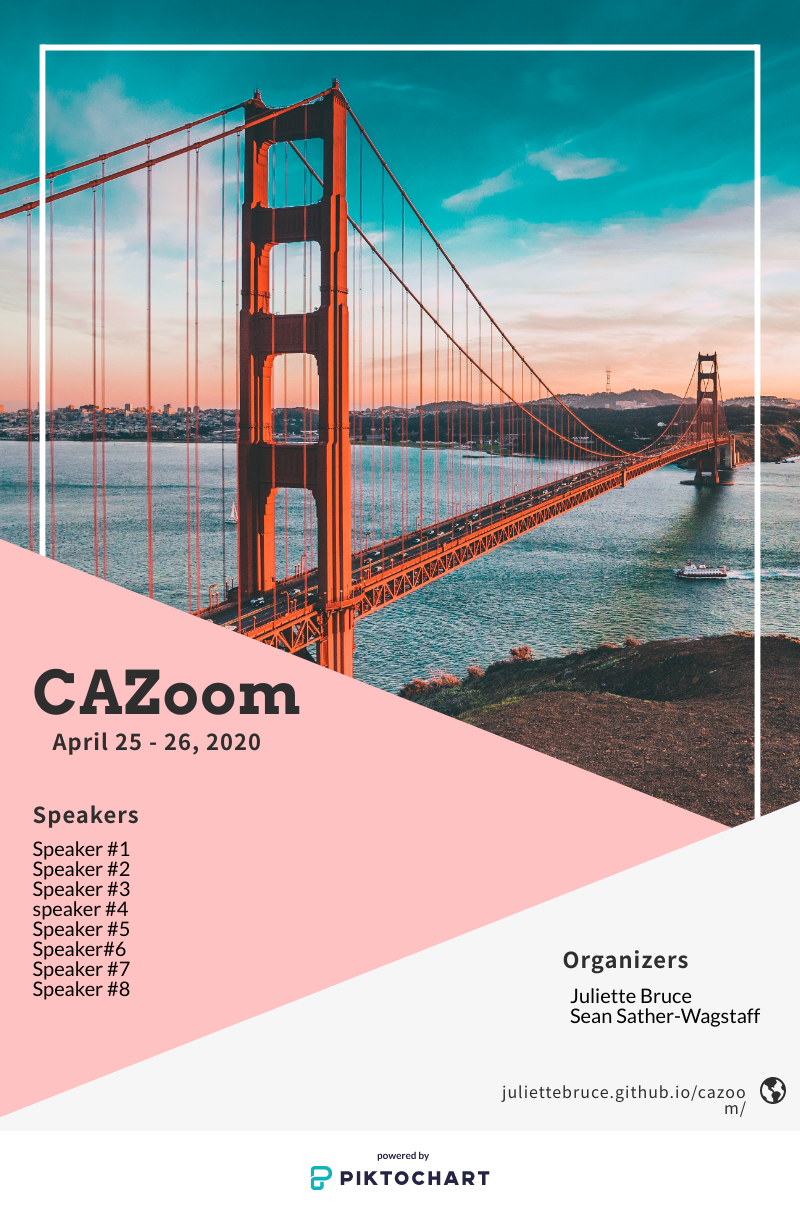 CAZoom
April 25 - 26, 2020
Speakers
Speaker #1
Speaker #2
Speaker #3
speaker #4
Speaker #5
Speaker#6
Speaker #7
Speaker #8
Organizers
Juliette Bruce
Sean Sather-Wagstaff
juliettebruce.github.io/cazoo
m/
powered by
PIKTOCHART